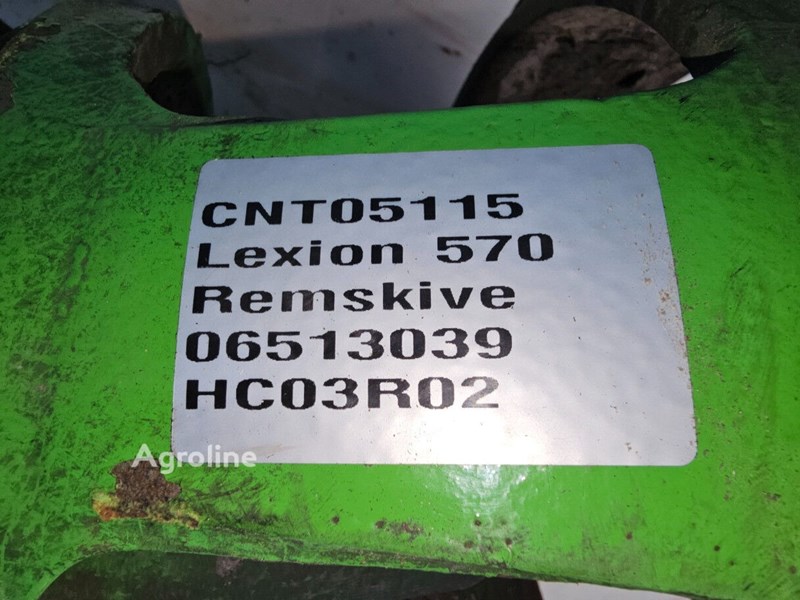 CNT05115
Lexion 570
Remskive
06513039
HC03R02
Agroline